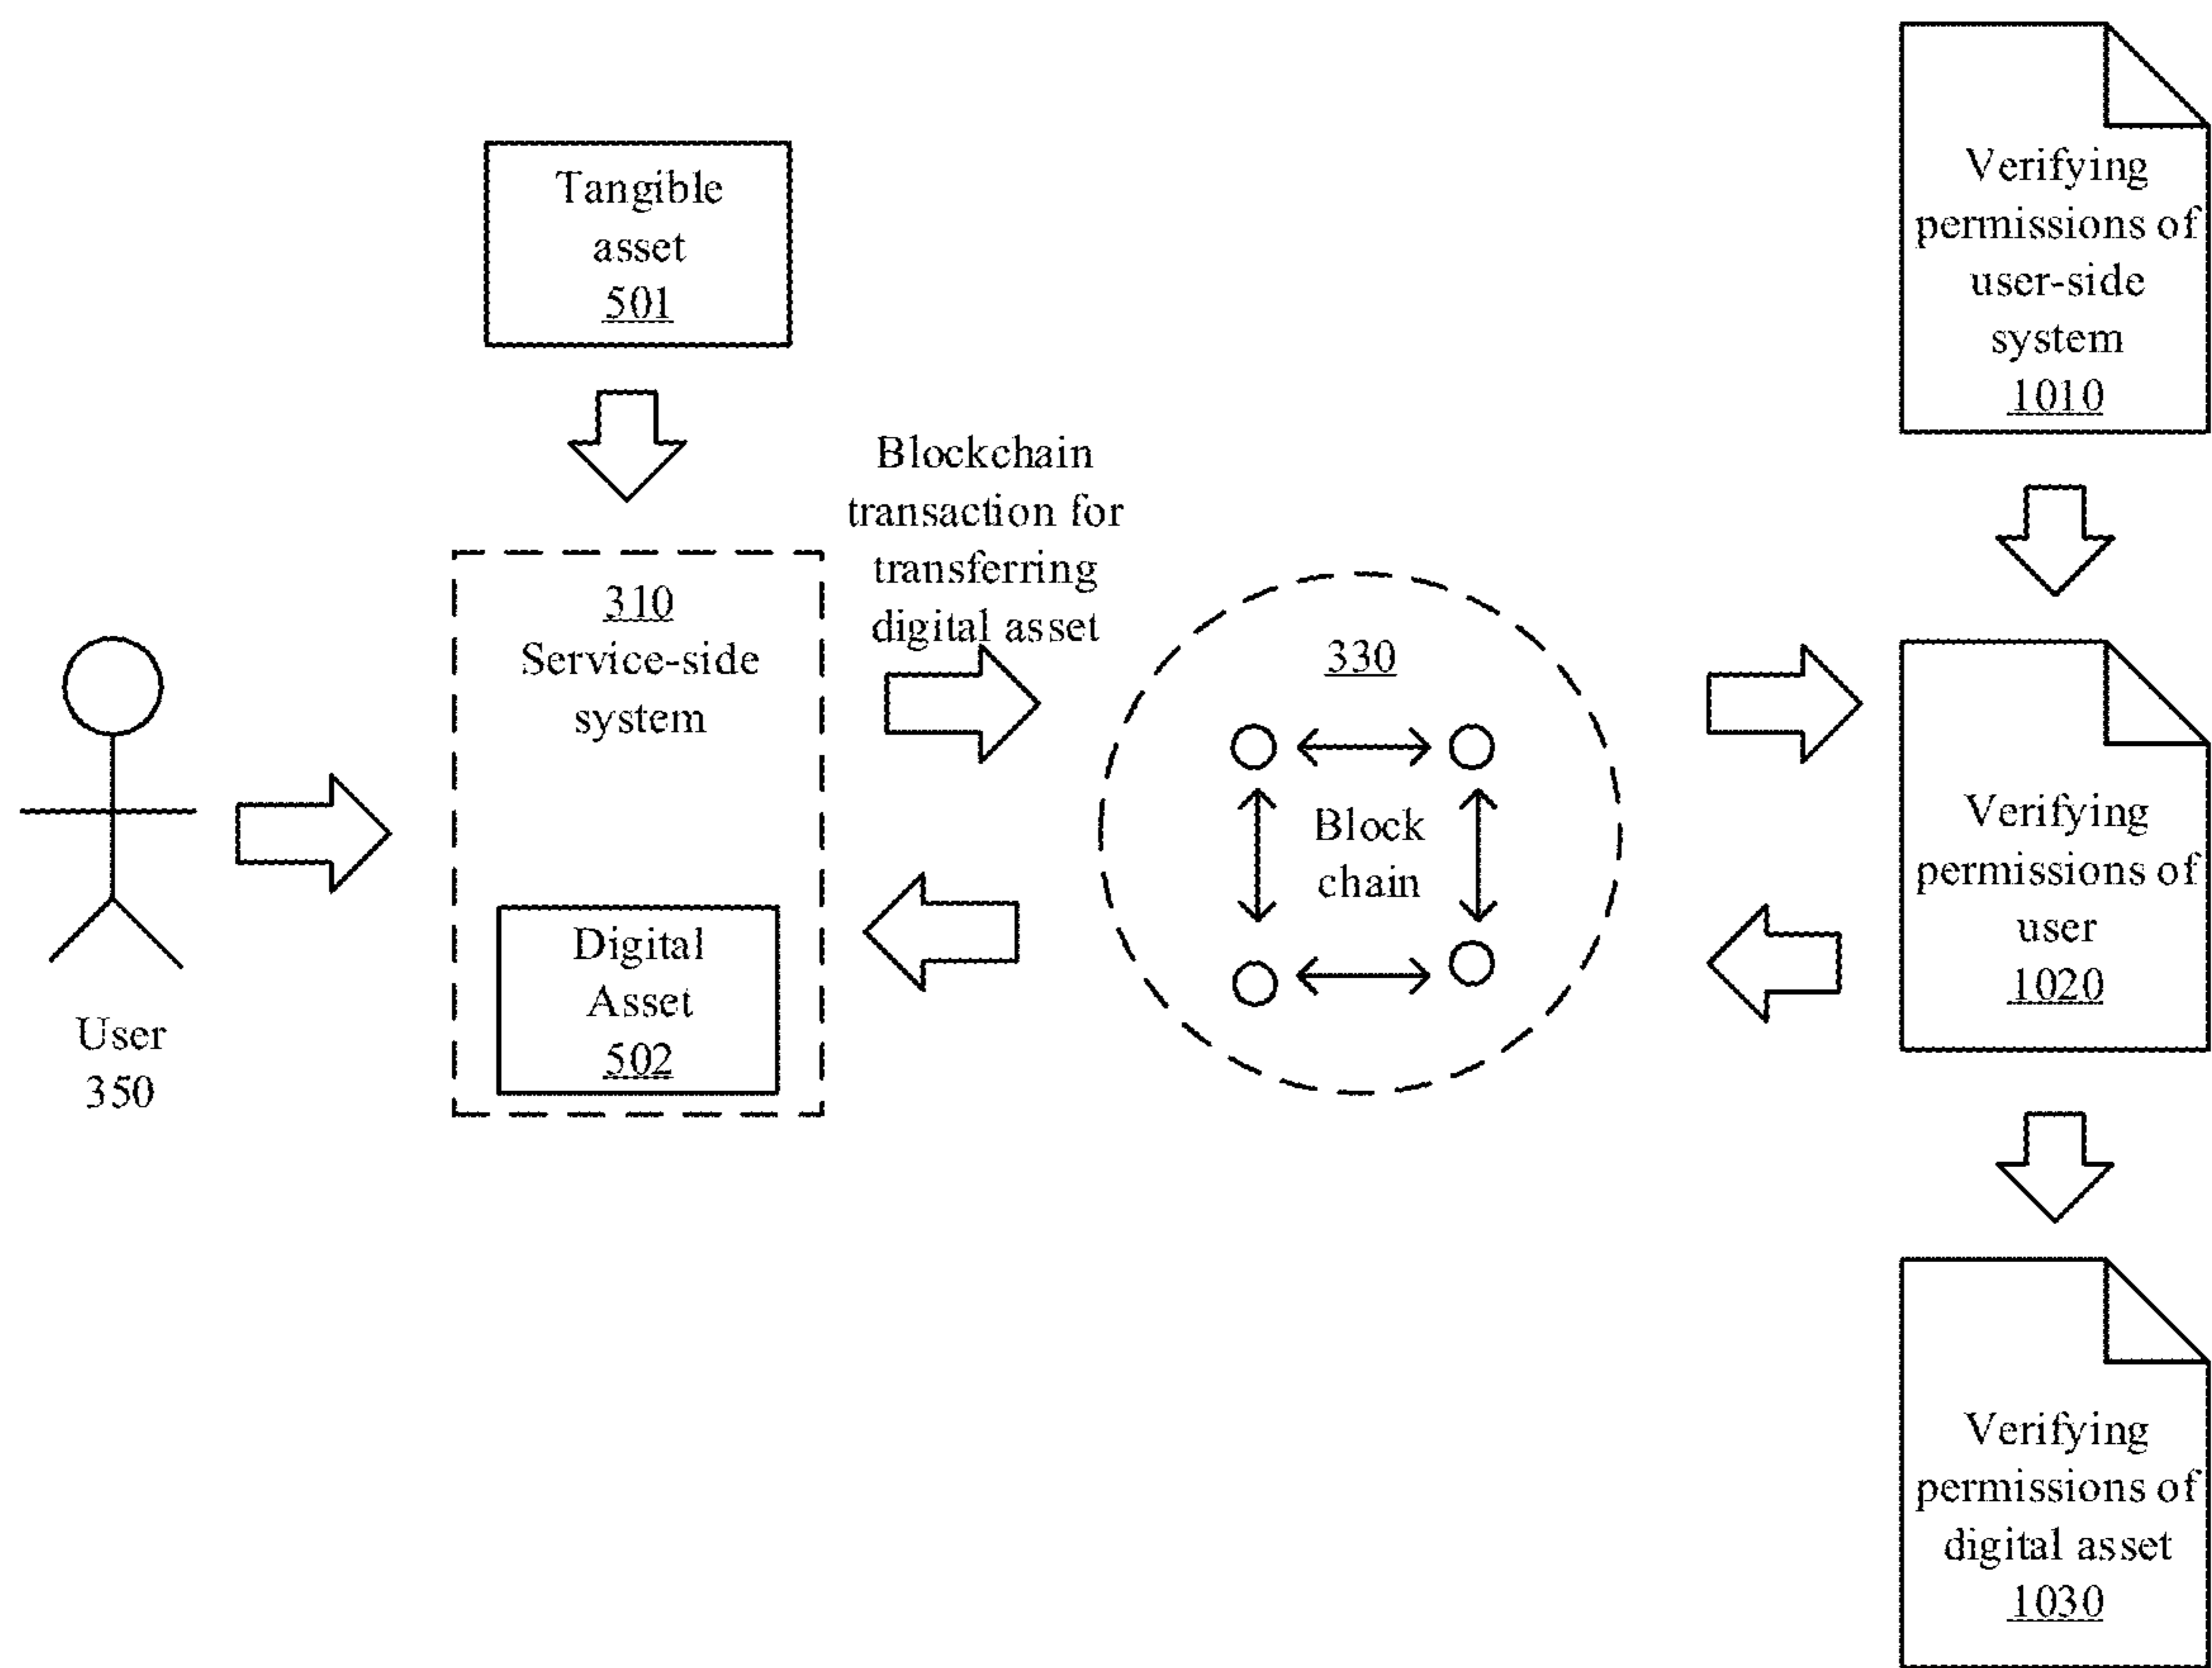 Tangible
asset
501
Blockchain
transaction for
transferring
digital asset
310
Service-side
system
Digital
Asset
502
User
350
330
Block
chain
Verifying
permissions of
user-side
system
1010
Verifying
permissions of
user
1020
Verifying
permissions of
digital asset
1030